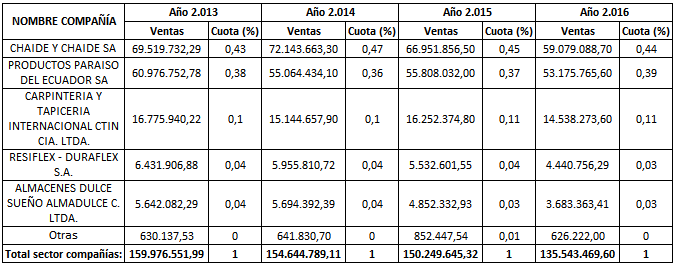 NOMBRE COMPAÑÍA Año 2.013 Año 2.014 Año 2.015 Año 2.016
Ventas Cuota (%) Ventas Cuota (%) Ventas Cuota (%) Ventas Cuota (%)
CHAIDE Y CHAIDE SA 69.519.732,29 0,43 72.143.663,30 0,47 66.951.856,50 0,45 59.079.088,70 0,44
PRODUCTOS PARAISO
DEL ECUADOR SA 60.976.752,78 0,38 55.064.434,10 0,36 55.808.032,00 0,37 53.175.765,60 0,39
CARPINTERIA Y
TAPICERIA
INTERNACIONAL CTIN
CIA. LTDA. 16.775.940,22 0,1 15.144.657,90 0,1 16.252.374,80 0,11 14.538.273,60 0,11
RESIFLEX - DURAFLEX
S.A. 6.431.906,88 0,04 5.955.810,72 0,04 5.532.601,55 0,04 4.440.756,29 0,03
ALMACENES DULCE
SUEÑO ALMADULCE C.
LTDA. 5.642.082,29 0,04 5.694.392,39 0,04 4.852.332,93 0,03 3.683.363,41 0,03
Otras 630.137,53 0 641.830,70 0 852.447,54 0,01 626.222,00 0
Total sector compañías: 159.976.551,99 1 154.644.789,11 1 150.249.645,32 1 135.543.469,60 1